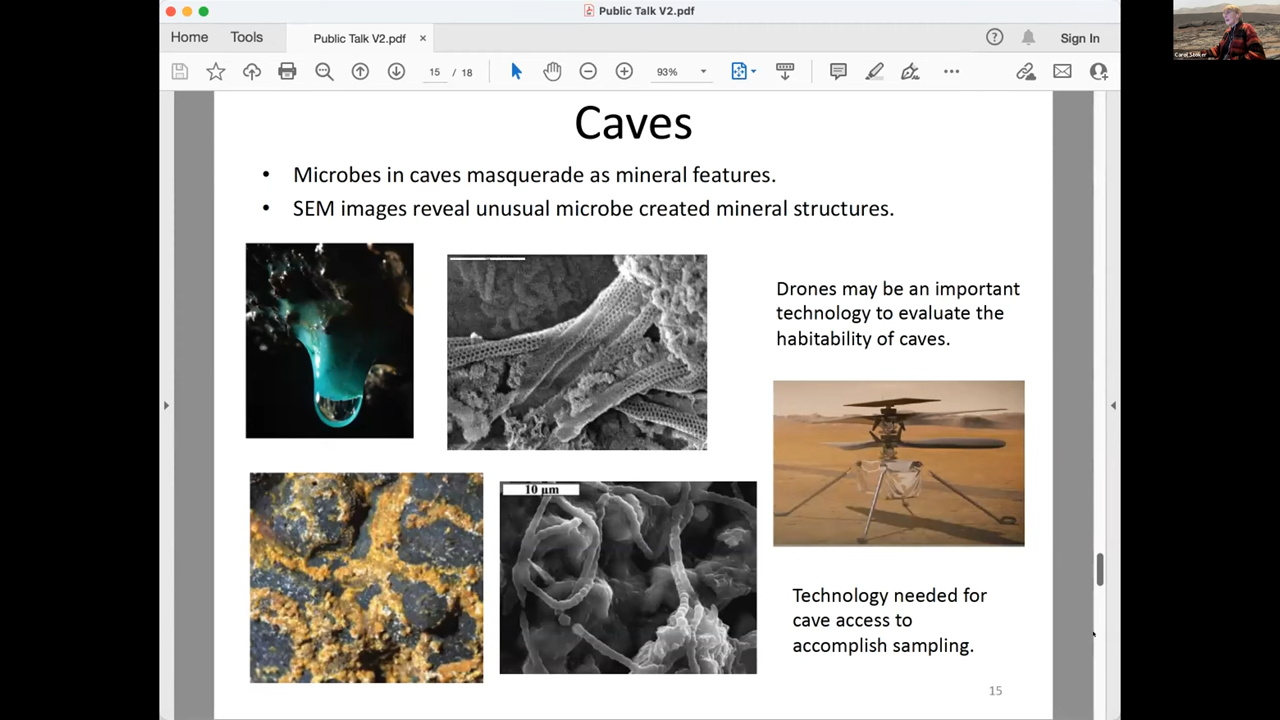 Public Talk V2.pdf
Home
Tools
Public Talk V2.pdf
Sign In
15 / 18
93%
Carol Stoker
Caves
• Microbes in caves masquerade as mineral features.
• SEM images reveal unusual microbe created mineral structures.
Drones may be an important
technology to evaluate the
habitability of caves.
10 µm
Technology needed for
cave access to
accomplish sampling.
15